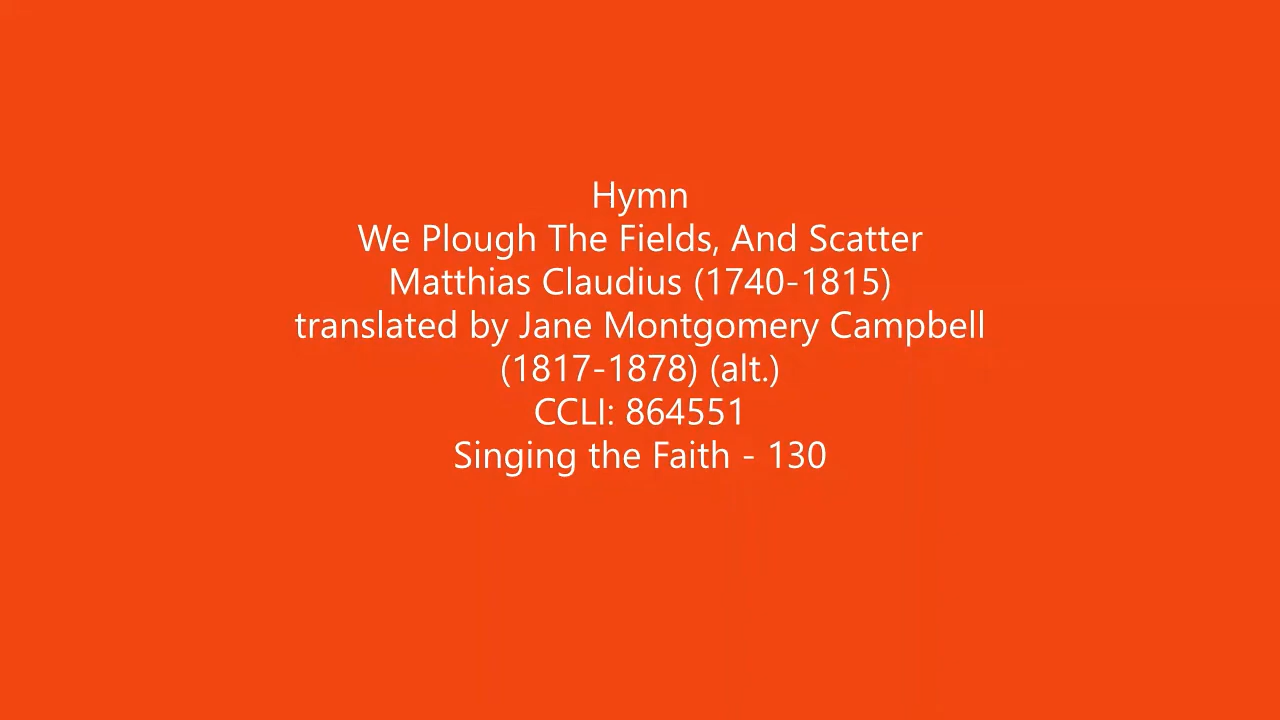 Hymn
We Plough The Fields, And Scatter
Matthias Claudius (1740-1815)
translated by Jane Montgomery Campbell
(1817-1878) (alt.)
CCLI: 864551
Singing the Faith - 130